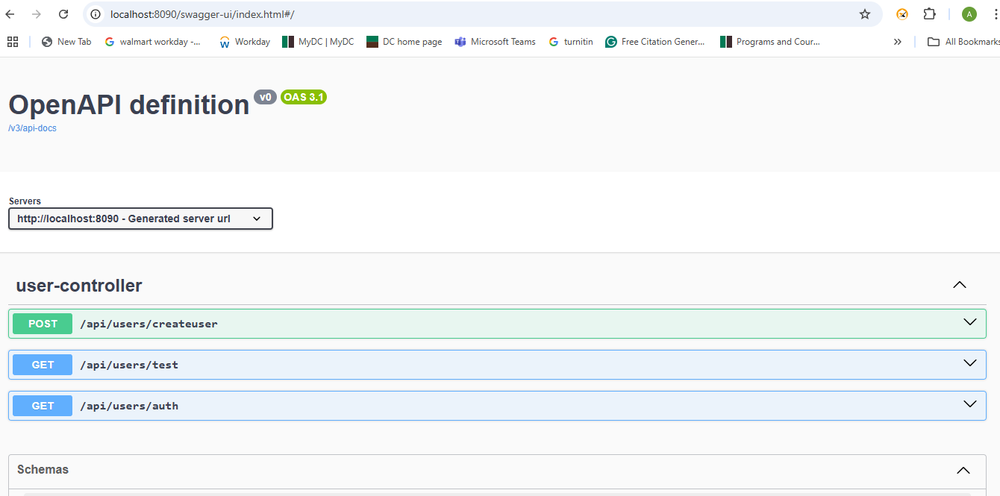 localhost:8090/swagger-ui/index.html#/
A
New Tab
walmart workday -...
Workday
MyDC | MyDC
DC home page
Microsoft Teams
turnitin
Free Citation Gener...
Programs and Cour...
All Bookmarks
OpenAPI definition v0 OAS 3.1
/v3/api-docs
Servers
http://localhost:8090 - Generated server url
user-controller
POST /api/users/createuser
GET /api/users/test
GET /api/users/auth
Schemas